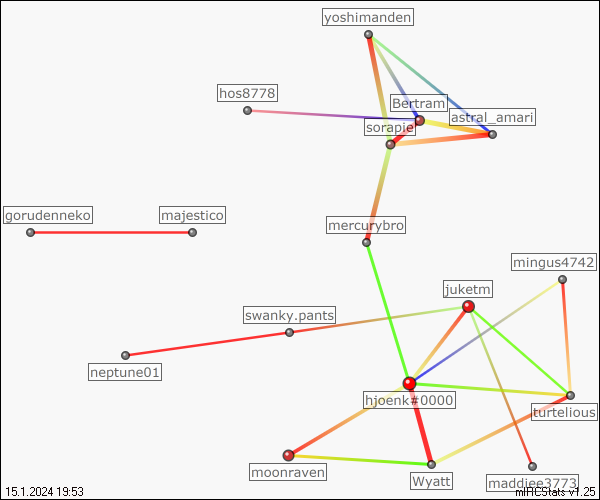 yoshimanden
hos8778
Bertram
astral_amari
sorapie
gorudenneko
majestico
mercurybro
mingus4742
juketm
swanky.pants
neptune01
hjoenk#0000
turtelious
moonraven
Wyatt
maddiee3773
15.1.2024 19:53
mIRCStats v1.25